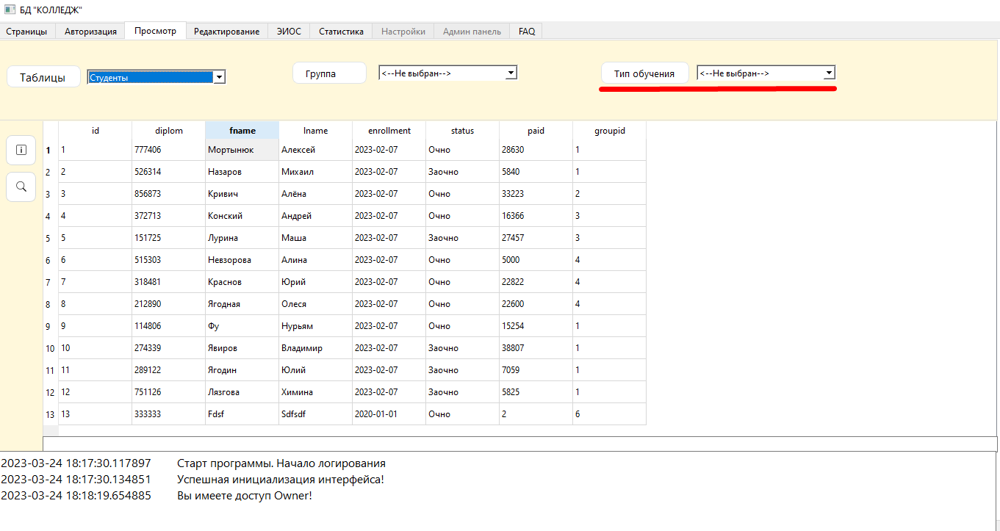 БД "КОЛЛЕДЖ"
Страницы Авторизация Просмотр Редактирование ЭИОС Статистика Настройки Админ панель FAQ
Таблицы Студенты Группа <--Не выбран--> Тип обучения <--Не выбран-->
id diplom fname lname enrollment status paid groupid
1 1 777406 Мортынюк Алексей 2023-02-07 Очно 28630 1
2 2 526314 Назаров Михаил 2023-02-07 Заочно 5840 1
3 3 856873 Кривич Алёна 2023-02-07 Очно 33223 2
4 4 372713 Конский Андрей 2023-02-07 Очно 16366 3
5 5 151725 Лурина Маша 2023-02-07 Заочно 27457 3
6 6 515303 Невзорова Алина 2023-02-07 Очно 5000 4
7 7 318481 Краснов Юрий 2023-02-07 Очно 22822 4
8 8 212890 Ягодная Олеся 2023-02-07 Очно 22600 4
9 9 114806 Фу Нурьям 2023-02-07 Очно 15254 1
10 10 274339 Явиров Владимир 2023-02-07 Заочно 38807 1
11 11 289122 Ягодин Юлий 2023-02-07 Заочно 7059 1
12 12 751126 Лязгова Химина 2023-02-07 Заочно 5825 1
13 13 333333 Fdsf Sdfsdf 2020-01-01 Очно 2 6
2023-03-24 18:17:30.117897 Старт программы. Начало логирования
2023-03-24 18:17:30.134851 Успешная инициализация интерфейса!
2023-03-24 18:18:19.654885 Вы имеете доступ Owner!